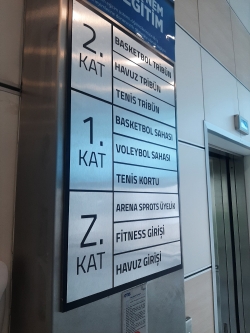 EĞİTİM
2.
KAT
BASKETBOL TRİBÜN
HAVUZ TRİBÜN
TENİS TRİBÜN
1.
KAT
BASKETBOL SAHASI
VOLEYBOL SAHASI
TENİS KORTU
Z.
KAT
ARENA SPROTS ÜYELİK
FİTNESS GİRİŞİ
HAVUZ GİRİŞİ